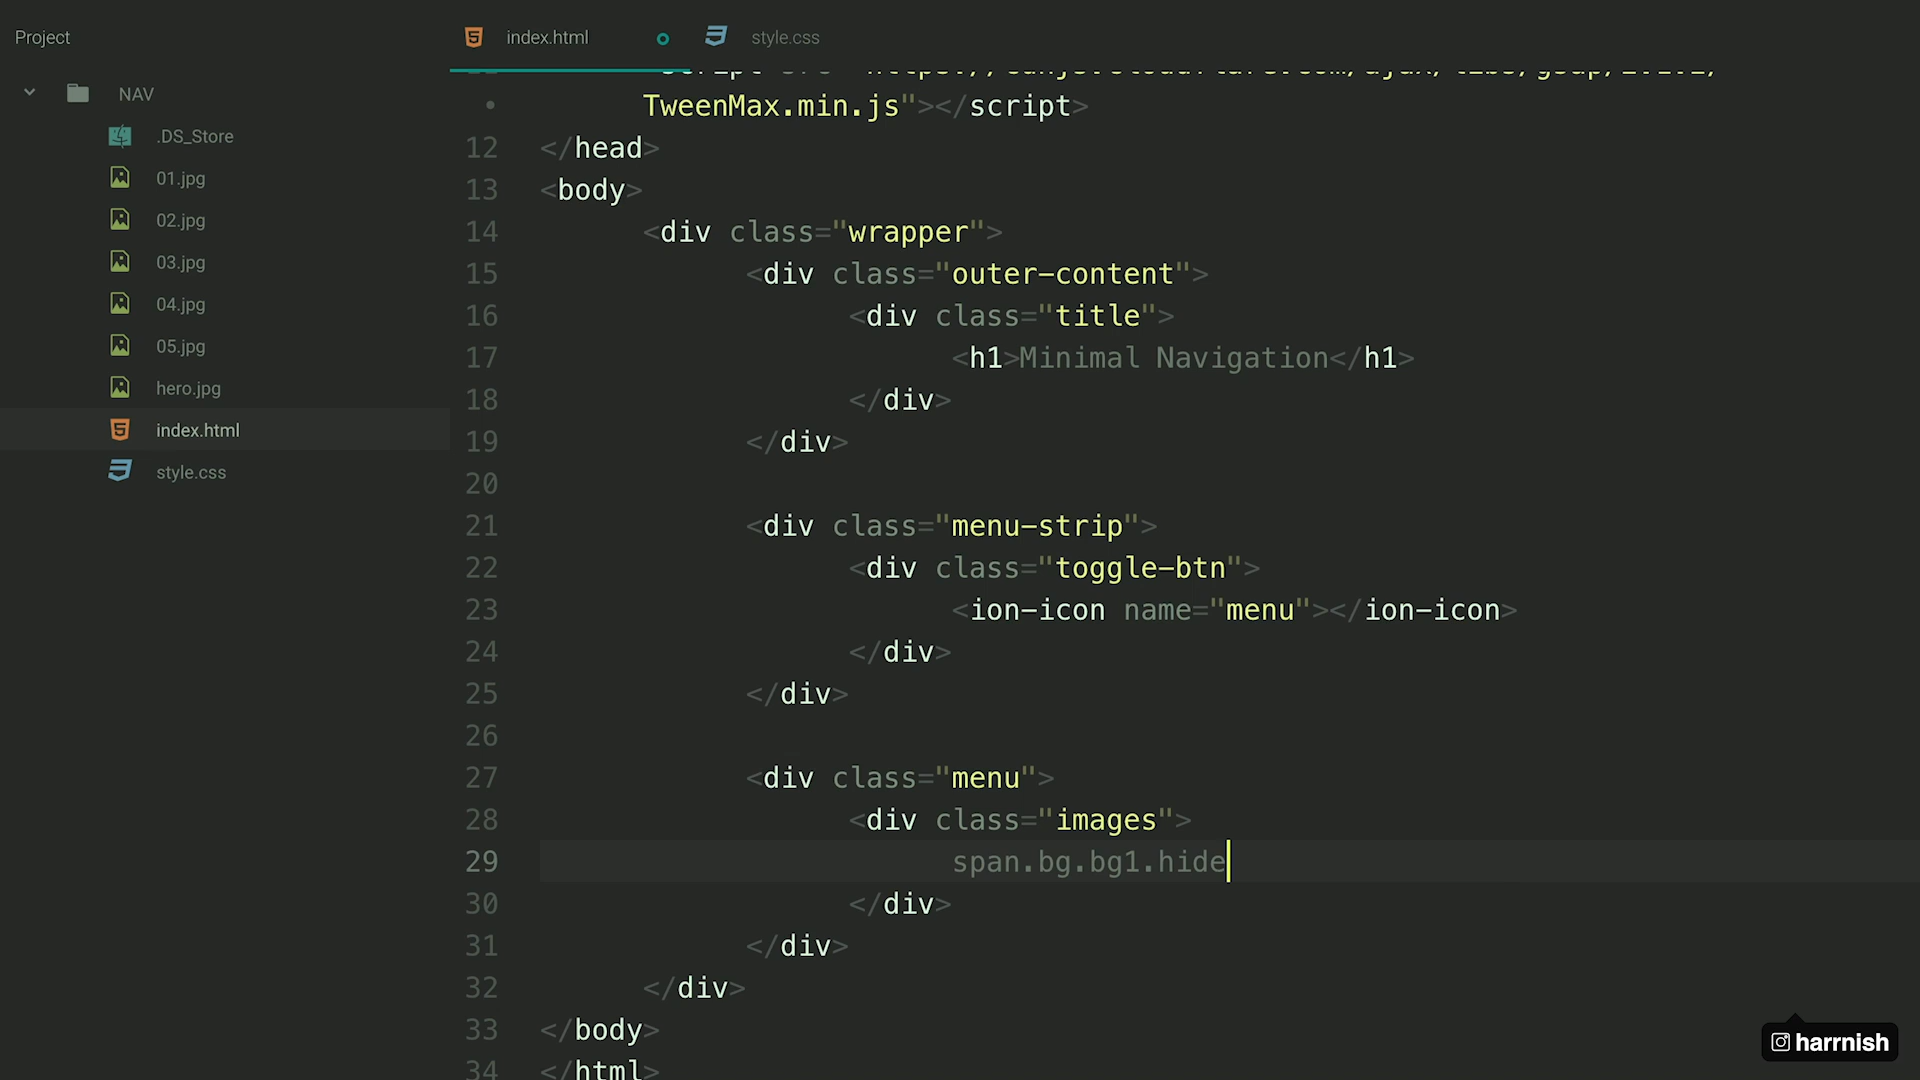 Project
index.html
style.css
NAV
.DS_Store
01.jpg
02.jpg
03.jpg
04.jpg
05.jpg
hero.jpg
index.html
style.css
TweenMax.min.js"></script>
12 </head>
13 <body>
14 <div class="wrapper">
15 <div class="outer-content">
16 <div class="title">
17 <h1>Minimal Navigation</h1>
18 </div>
19 </div>
20
21 <div class="menu-strip">
22 <div class="toggle-btn">
23 <ion-icon name="menu"></ion-icon>
24 </div>
25 </div>
26
27 <div class="menu">
28 <div class="images">
29 span.bg.bg1.hide
30 </div>
31 </div>
32 </div>
33 </body>
34 </html>
harrnish